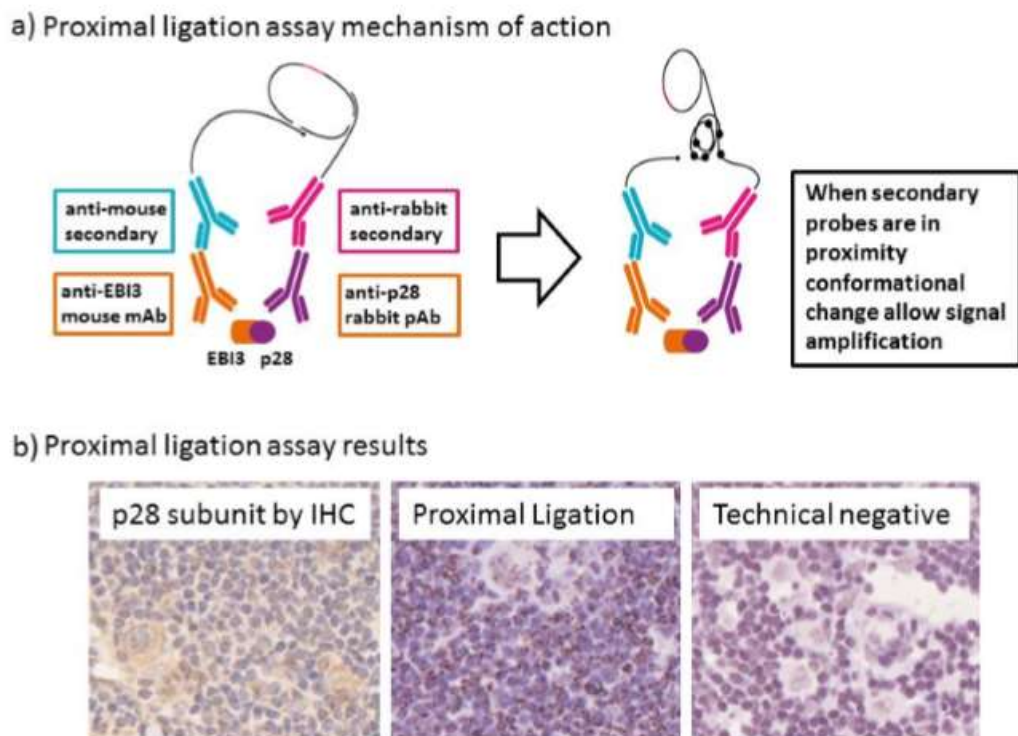 a) Proximal ligation assay mechanism of action
anti-mouse
secondary
anti-rabbit
secondary
anti-EBI3
mouse mAb
anti-p28
rabbit pAb
EBI3 p28
When secondary
probes are in
proximity
conformational
change allow signal
amplification
b) Proximal ligation assay results
p28 subunit by IHC
Proximal Ligation
Technical negative